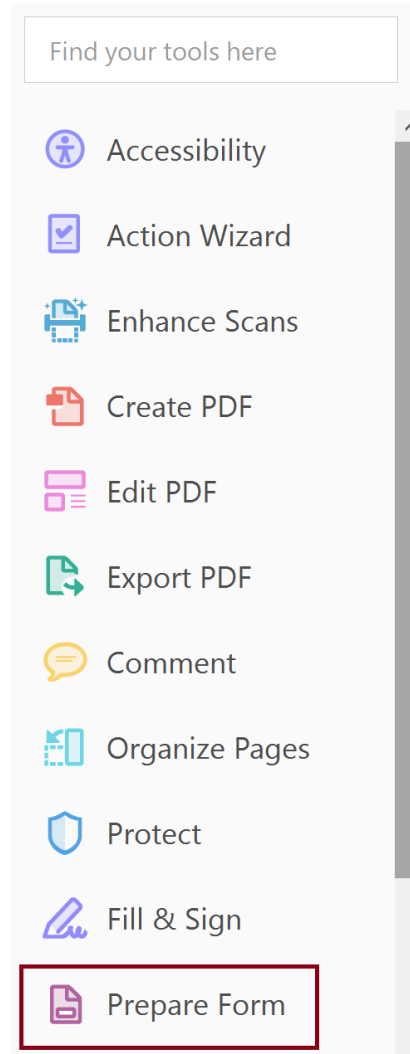 Find your tools here
Accessibility
Action Wizard
Enhance Scans
Create PDF
Edit PDF
Export PDF
Comment
Organize Pages
Protect
Fill & Sign
Prepare Form